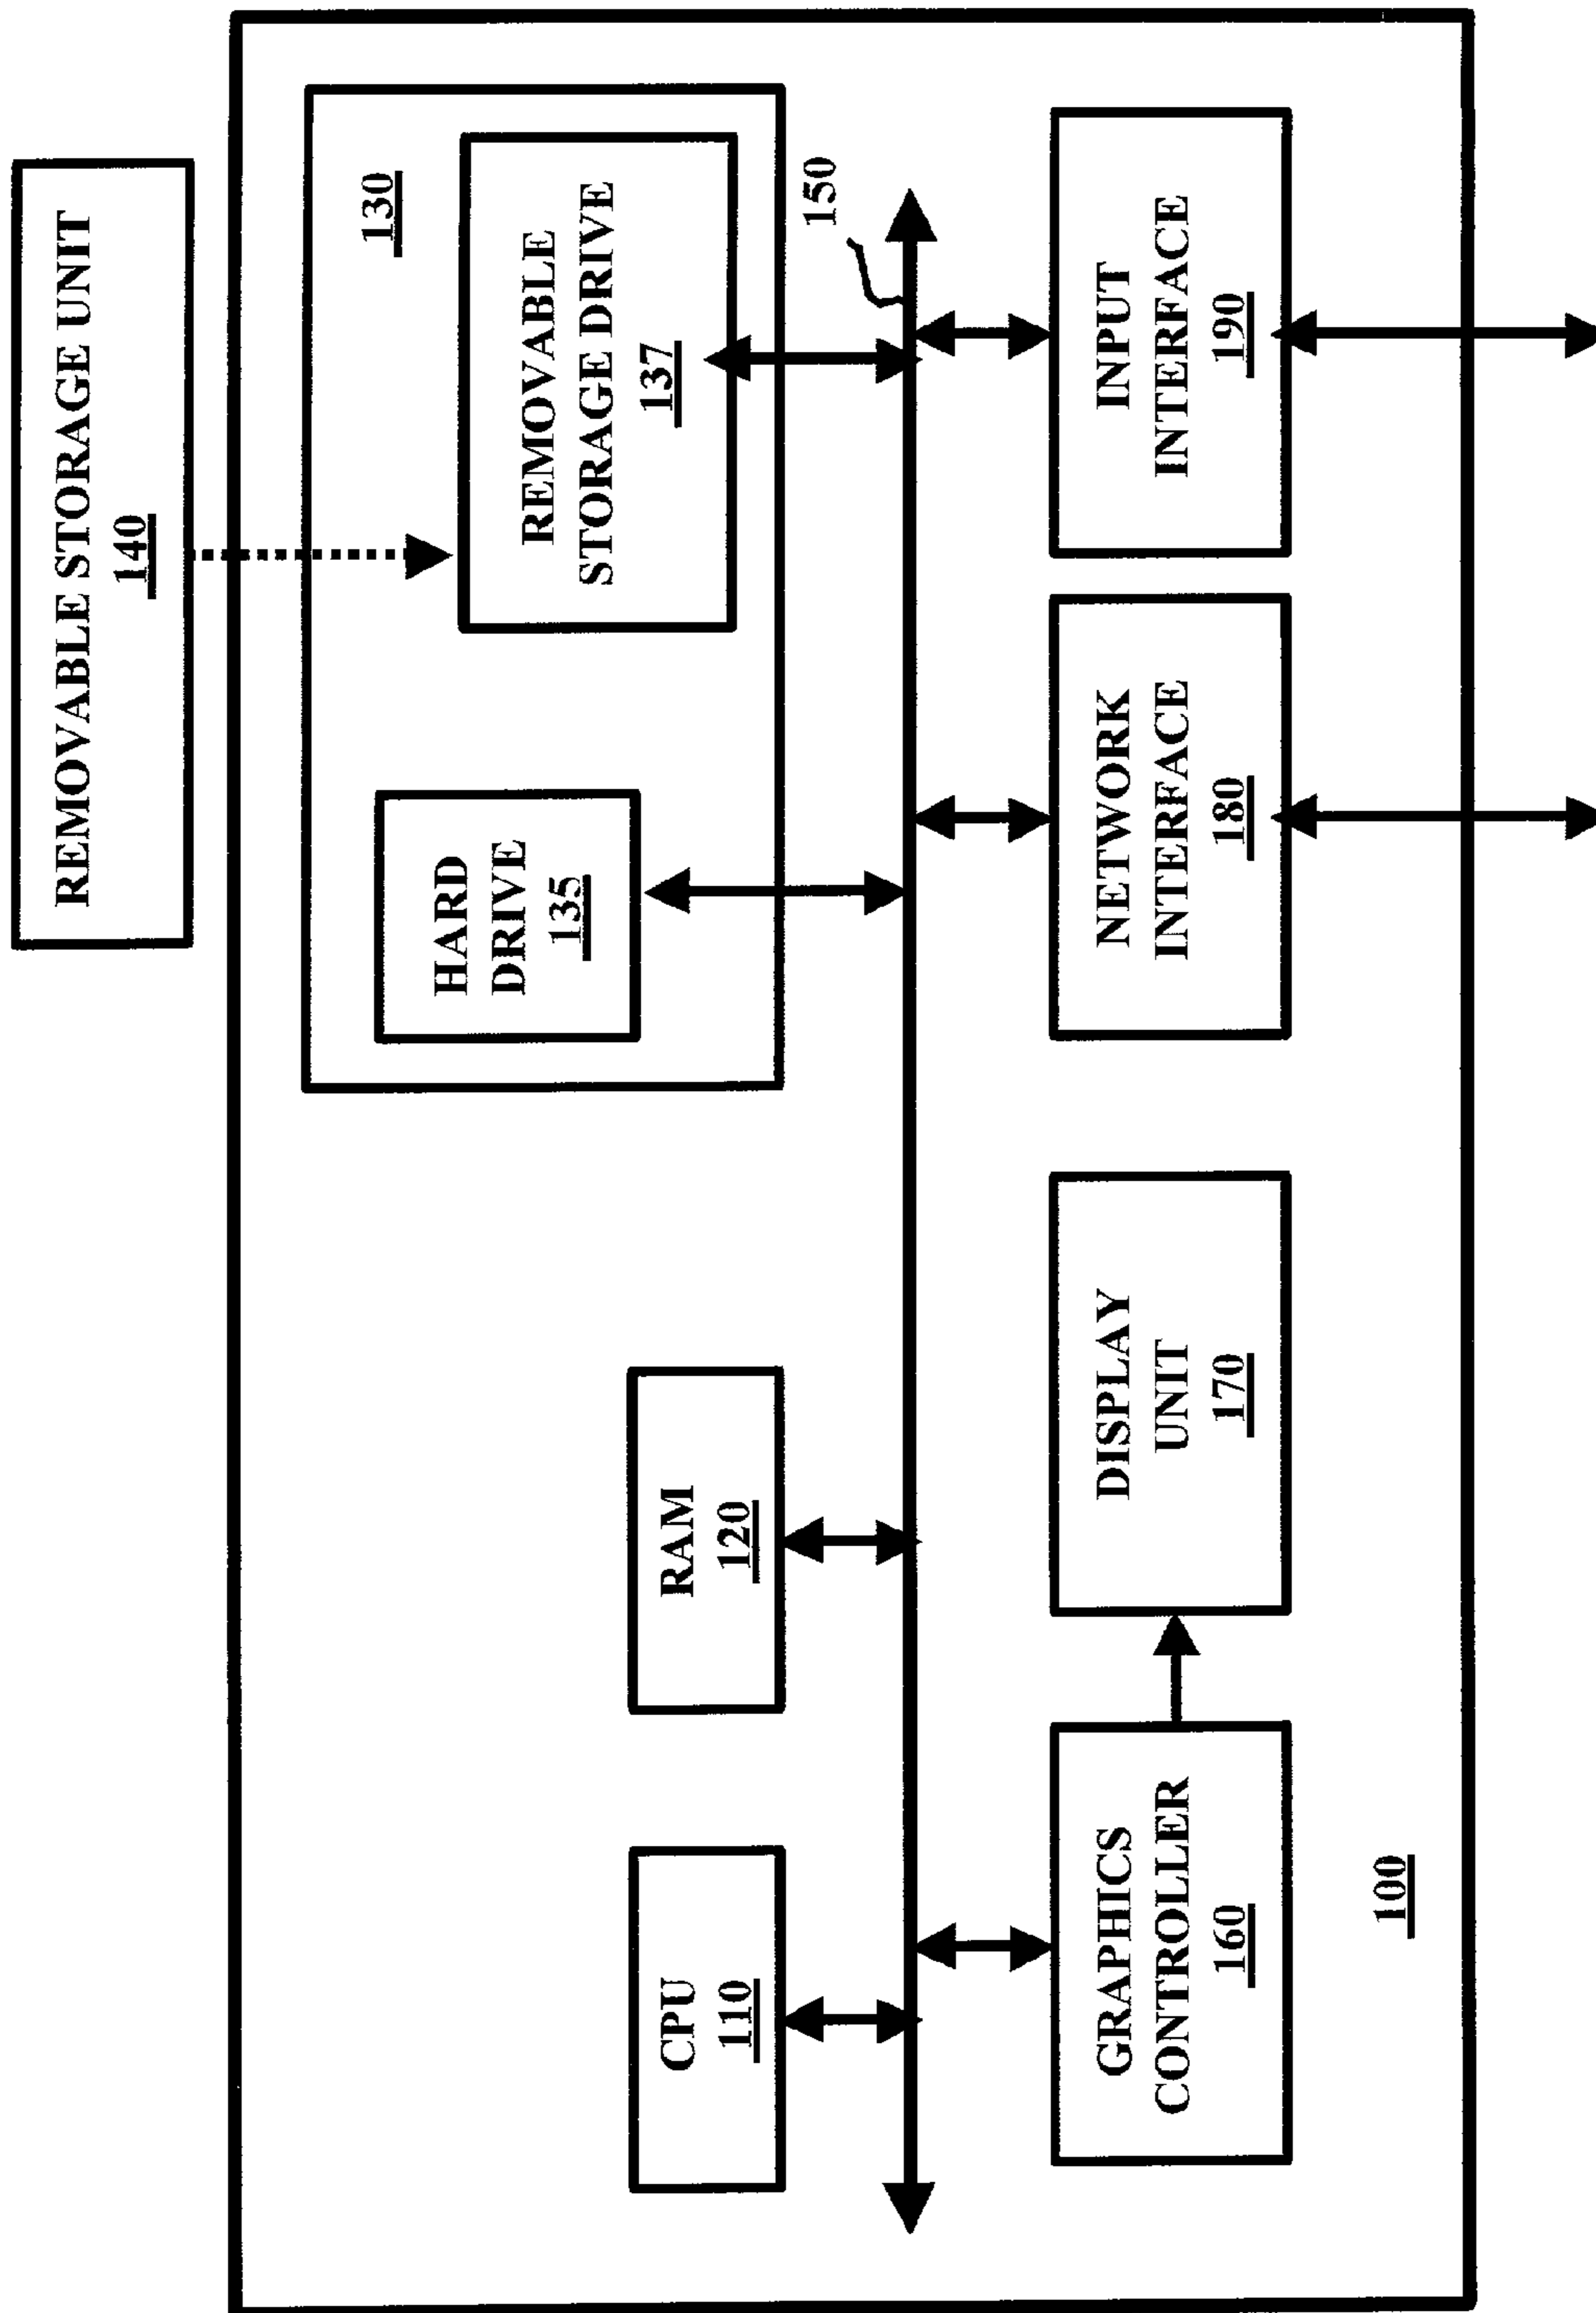 REMOVABLE STORAGE UNIT
140
130
HARD
DRIVE
135
REMOVABLE
STORAGE DRIVE
137
CPU
110
RAM
120
150
GRAPHICS
CONTROLLER
160
DISPLAY
UNIT
170
NETWORK
INTERFACE
180
INPUT
INTERFACE
190
100